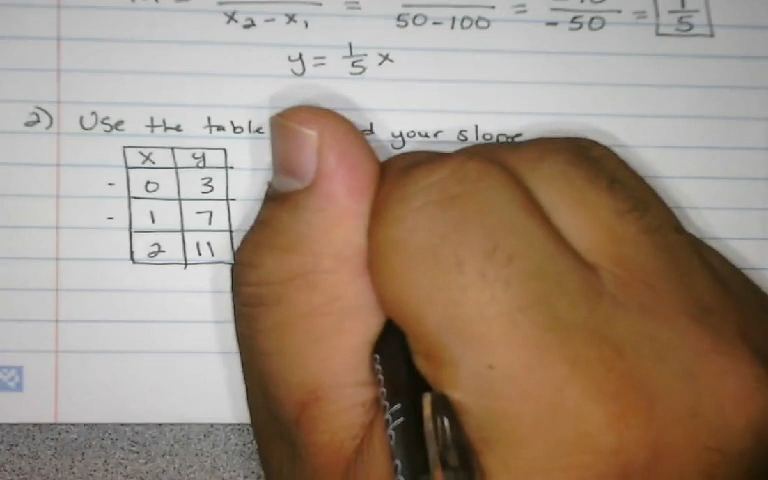 x₂ - x₁ = 50 - 100 = -50 = 1/5
y = 1/5 x
2) Use the table your slope
x y
- 0 3
- 1 7
2 11